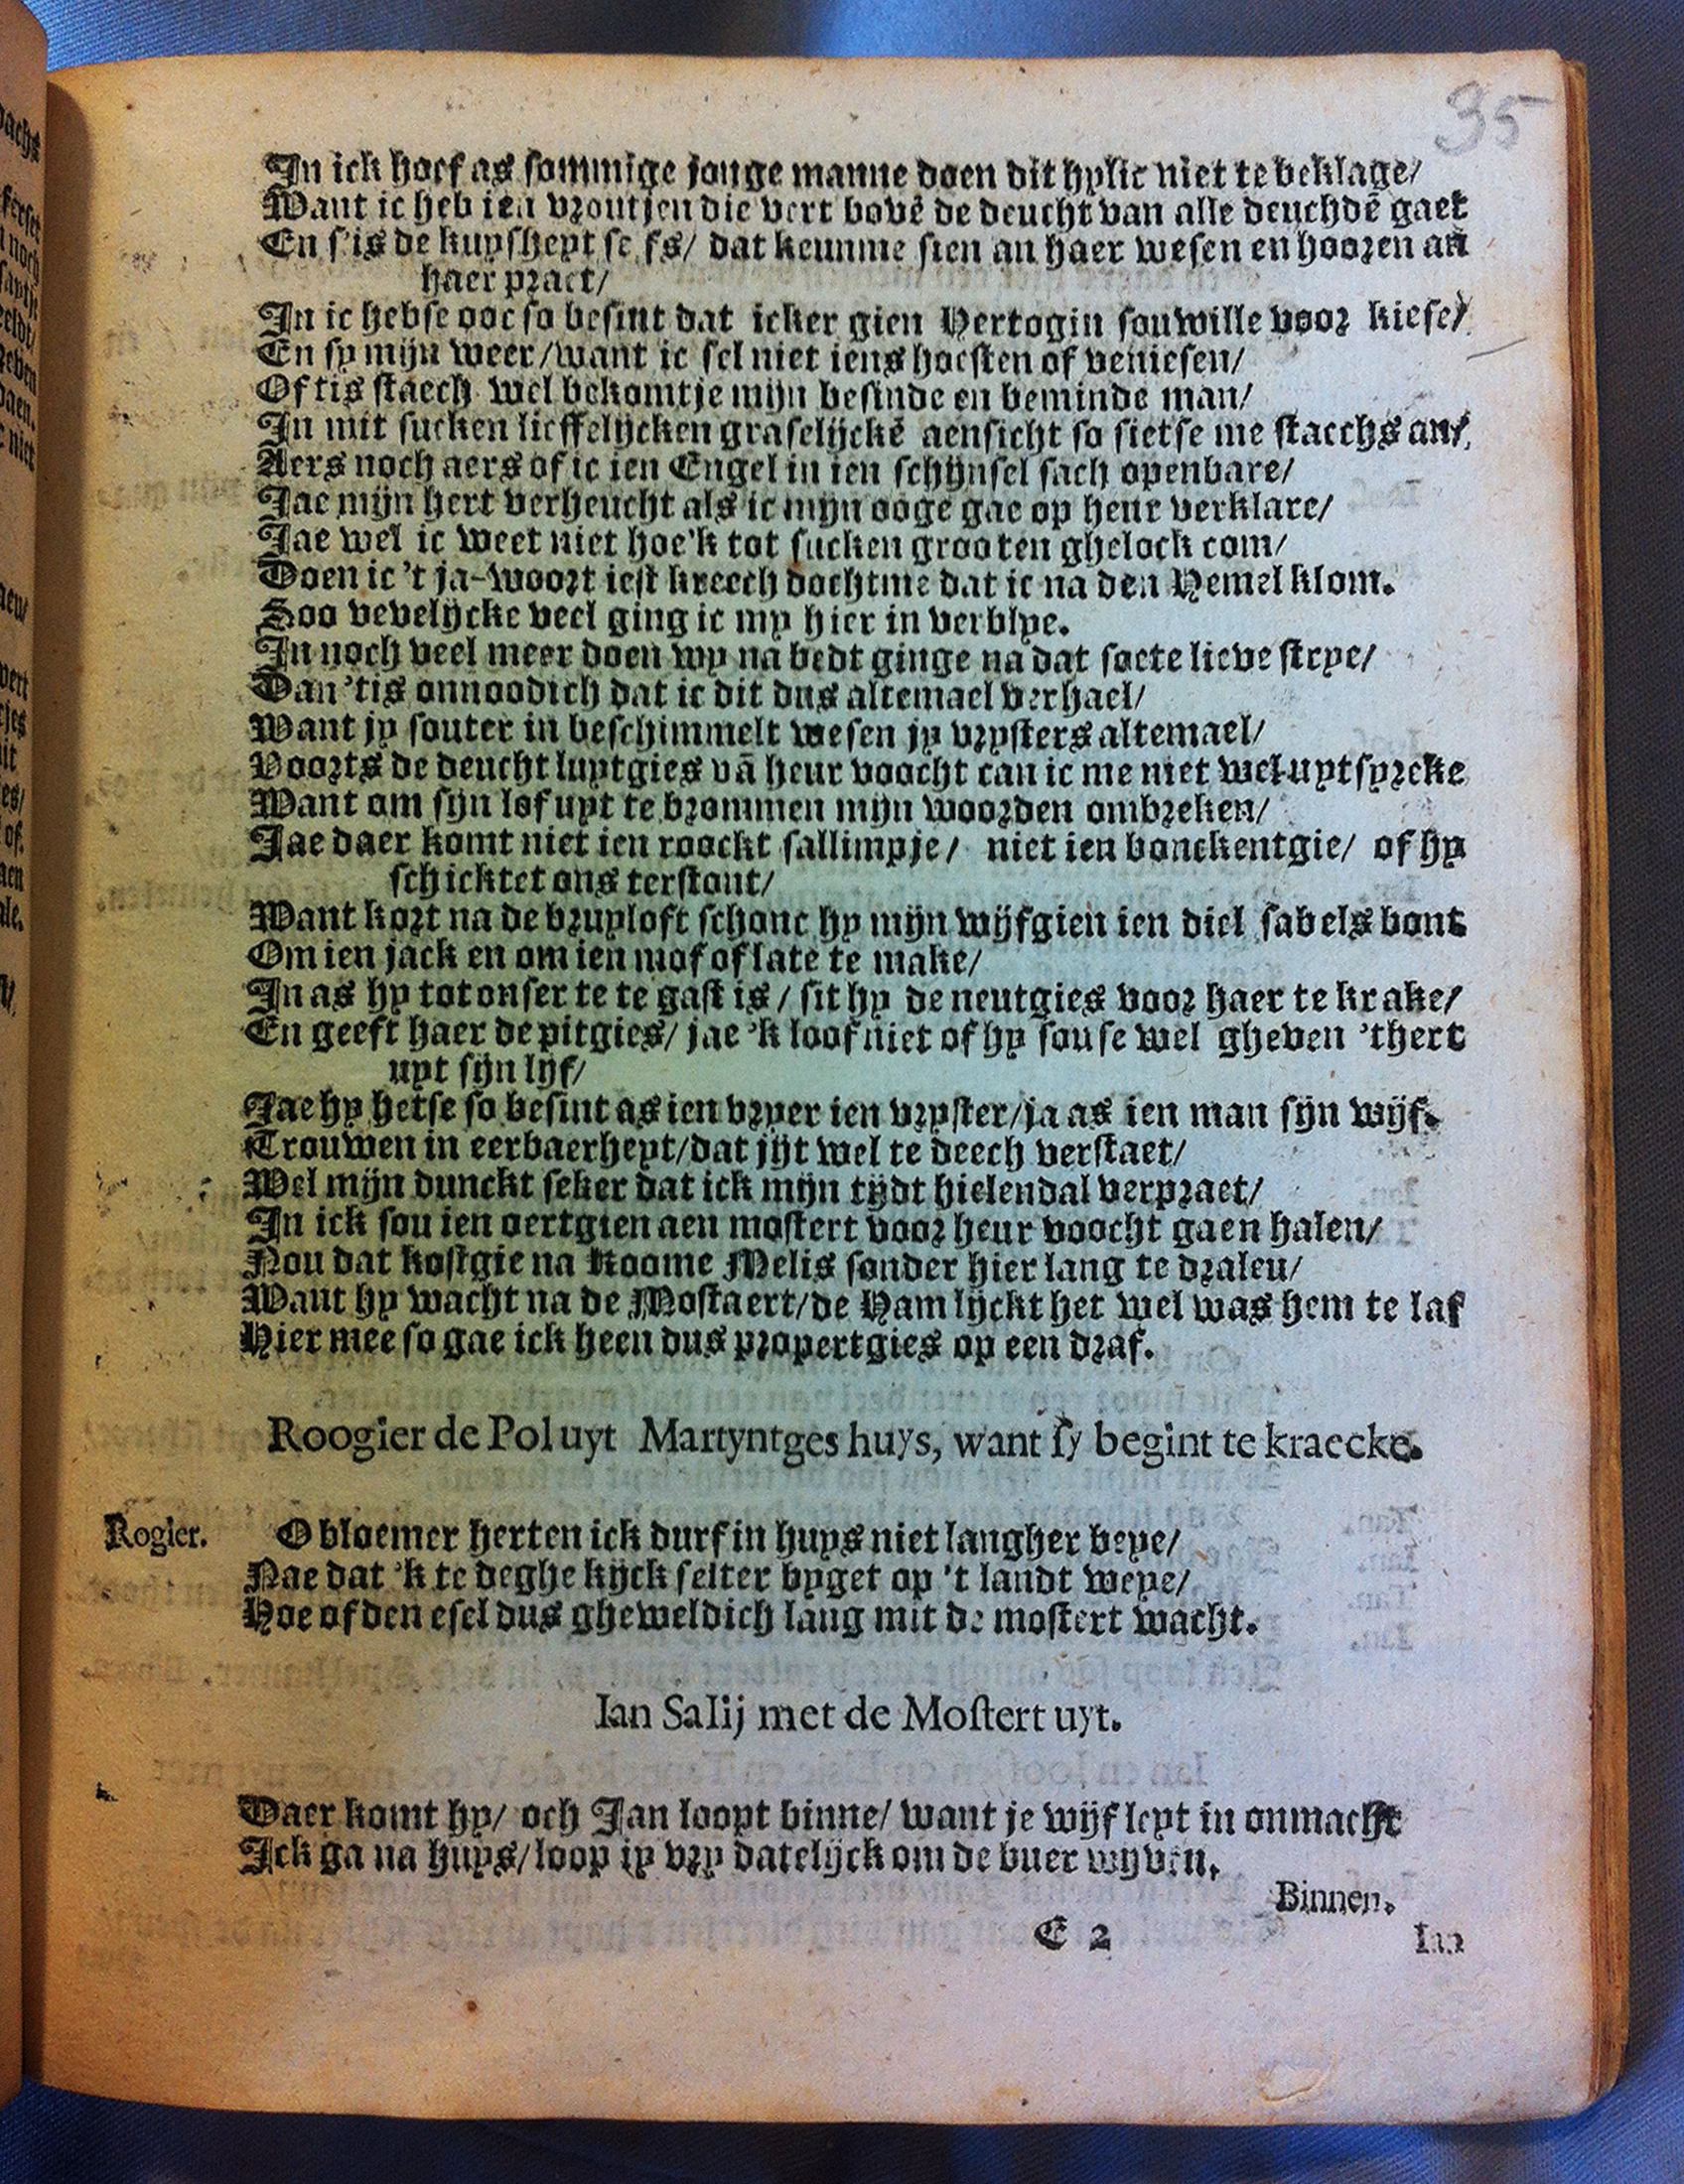 35
In ick hoef as sommige jonge manne doen dit hylic niet te beklage/
Want ic heb ien vroutjen die vert bovē de deucht van alle deuchdē gaet
En s'is de kuysheyt se fs/ dat keunme sien an haer wesen en hooren an
haer praet/
In ic hebse ooc so besint dat icker gien Hertogin souwille voor kiese/
En sy mijn weer/want ic sel niet iens hoesten of veniesen/
Of tis staech wel bekomtje mijn besinde en beminde man/
In mit sucken lieffelijcken graselijckē aensicht so sietse me staechs an/
Aers noch aers of ic ien Engel in ien schijnsel sach openbare/
Jae mijn hert verheucht als ic mijn ooge gae op heur verklare/
Jae wel ic weet niet hoe'k tot sucken grooten ghelock com/
Doen ic 't ja-woort iest kreech dochtme dat ic na den Hemel klom.
Soo vevelijcke veel ging ic my hier in verblye.
In noch veel meer doen wy na bedt ginge na dat soete lieve streye/
Dan 'tis onnoodich dat ic dit dus altemael verhael/
Want jy souter in beschimmelt wesen jy vrysters altemael/
Voorts de deucht luytgies vā heur voocht can ic me niet wel uytsprcke
Want om sijn lof uyt te brommen mijn woorden ombreken/
Jae daer komt niet ien roockt sallimpje/ niet ien bonckentgie/ of hy
schicktet ons terstont/
Want kort na de bruyloft schonc hy mijn wijfgien ien diel sabels bont
Om ien jack en om ien mof of late te make/
In as hy tot onser te te gast is/ sit hy de neutgies voor haer te krake/
En geeft haer de pitgies/ jae 'k loof niet of hy sou se wel gheven 'thert
uyt sijn lijf/
Jae hy hetse so besint as ien vryer ien vryster/ja as ien man sijn wijf.
Trouwen in eerbaerheyt/dat jijt wel te deech verstaet/
Wel mijn dunckt seker dat ick mijn tijdt hielendal verpraet/
In ick sou ien oertgien aen mostert voor heur voocht gaen halen/
Nou dat kostgie na Koome Melis sonder hier lang te dralen/
Want hy wacht na de Mostaert/de Ham lijckt het wel was hem te laf
Hier mee so gae ick heen dus propertgies op een draf.
Roogier de Pol uyt Martyntges huys, want sy begint te kraecke.
Rogier. O bloemer herten ick durf in huys niet langher beye/
Nae dat 'k te deghe kijck selter byget op 't landt weye/
Hoe of den esel dus gheweldich lang mit de mostert wacht.
Ian Salij met de Mostert uyt.
Daer komt hy/ och Jan loopt binne/ want je wijf leyt in onmacht
Ick ga na huys/loop jy vry datelijck om de buer wyven,
Binnen.
E 2 Ian